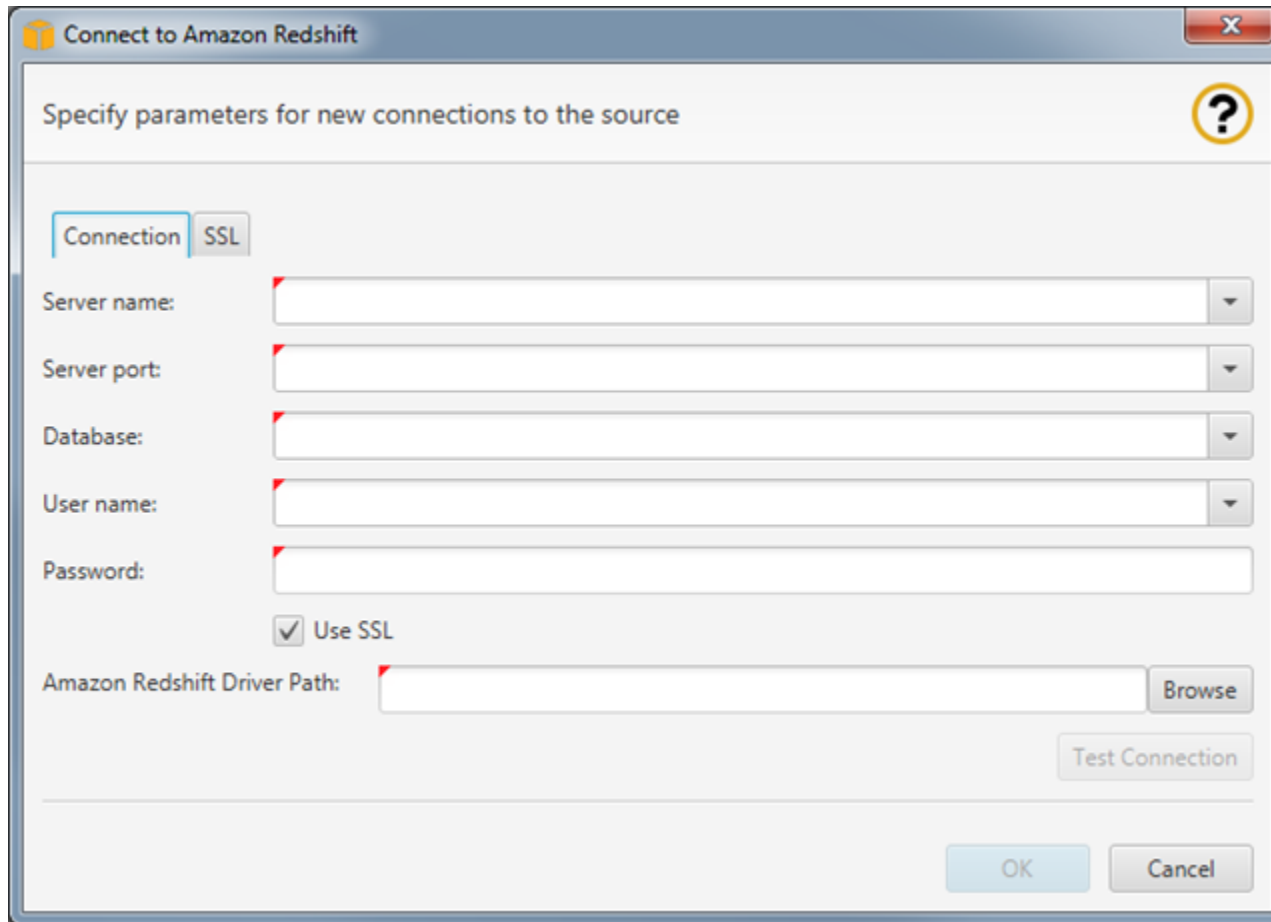 Connect to Amazon Redshift
Specify parameters for new connections to the source
?
Connection SSL
Server name:
Server port:
Database:
User name:
Password:
Use SSL
Amazon Redshift Driver Path: Browse
Test Connection
OK Cancel